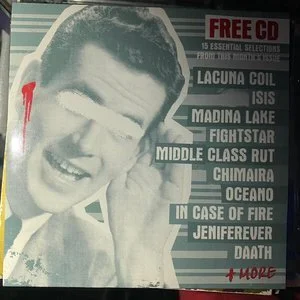 FREE CD
15 ESSENTIAL SELECTIONS
FROM THIS MONTH'S ISSUE
LACUNA COIL
ISIS
MADINA LAKE
FIGHTSTAR
MIDDLE CLASS RUT
CHIMAIRA
OCEANO
IN CASE OF FIRE
JENIFEREVER
DAATH
+ MORE